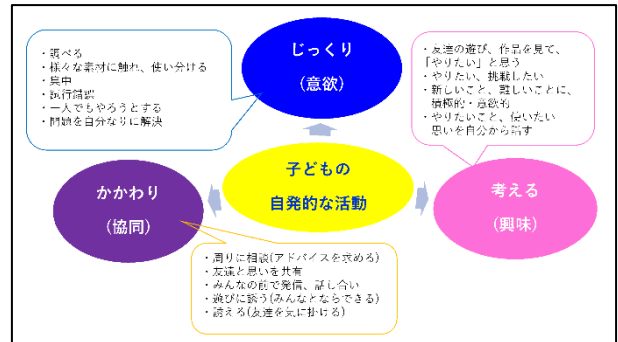 ・調べる
・様々な素材に触れ、使い分ける
・集中
・試行錯誤
・一人でもやろうとする
・問題を自分なりに解決
じっくり
(意欲)
・友達の遊び、作品を見て、
「やりたい」と思う
・やりたい、挑戦したい
・新しいこと、難しいことに、
積極的・意欲的
・やりたいこと、使いたい
思いを自分から話す
子どもの
自発的な活動
かかわり
(協同)
考える
(興味)
・周りに相談(アドバイスを求める)
・友達と思いを共有
・みんなの前で発信、話し合い
・遊びに誘う(みんなとならできる)
・誘える(友達を気に掛ける)